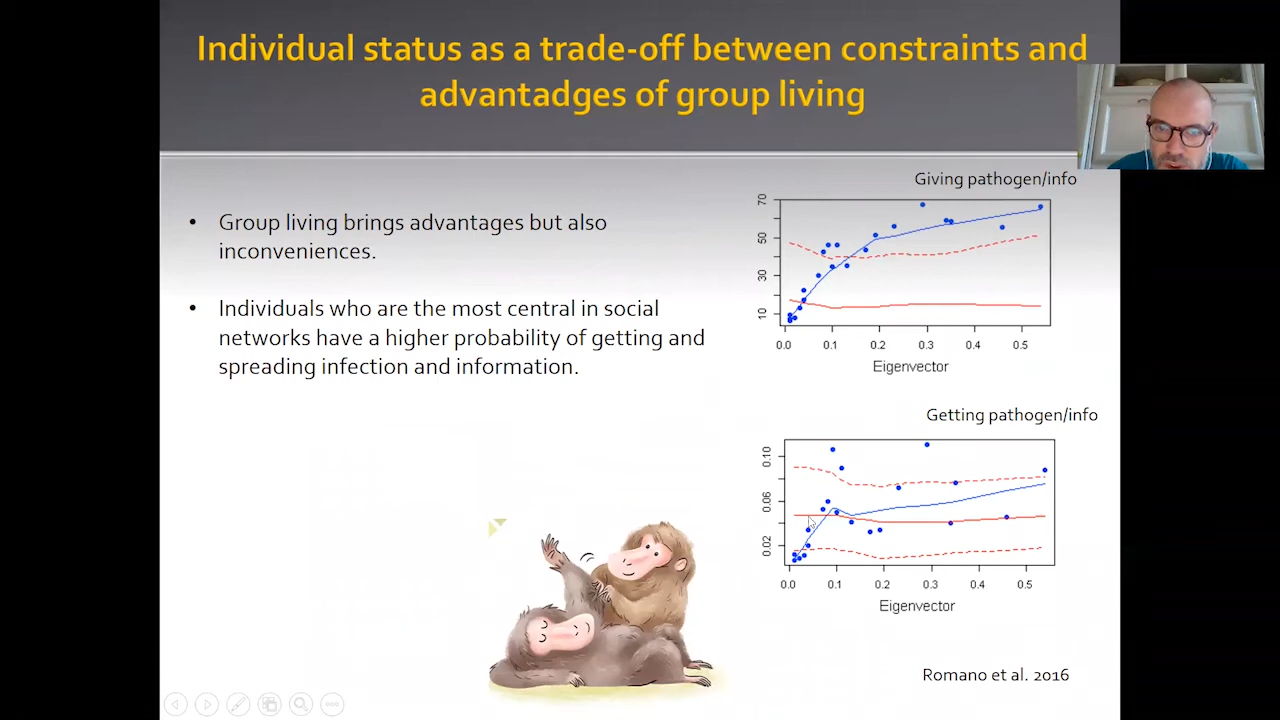 Individual status as a trade-off between constraints and
advantadges of group living
• Group living brings advantages but also
inconveniences.
• Individuals who are the most central in social
networks have a higher probability of getting and
spreading infection and information.
Giving pathogen/info
70
50
30
10
0.0 0.1 0.2 0.3 0.4 0.5
Eigenvector
Getting pathogen/info
0.10
0.06
0.02
0.0 0.1 0.2 0.3 0.4 0.5
Eigenvector
Romano et al. 2016